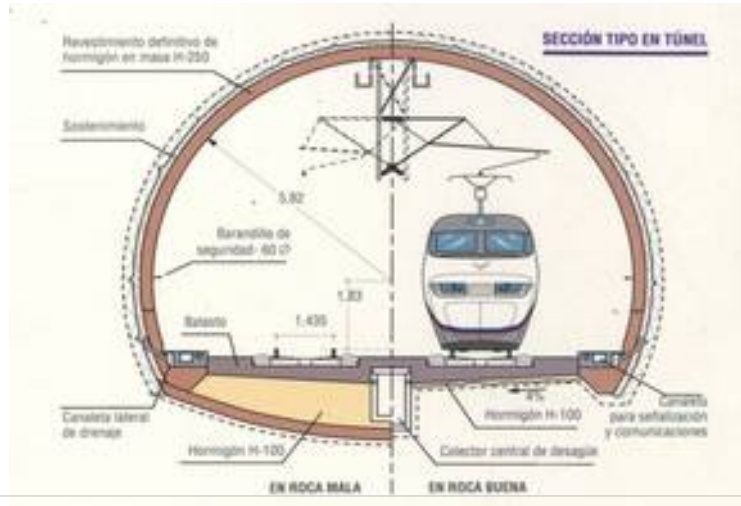 SECCIÓN TIPO EN TÚNEL
Revestimiento definitivo de
hormigón en masa H-250
Sostenimiento
5.82
Barandilla de
seguridad- 60 ∅
1.83
1.435
Balasto
4%
Canaleta lateral
de drenaje
Hormigón H-100
Hormigón H-100
Colector central de desagüe
Canaleta
para señalización
y comunicaciones
EN ROCA MALA
EN ROCA BUENA